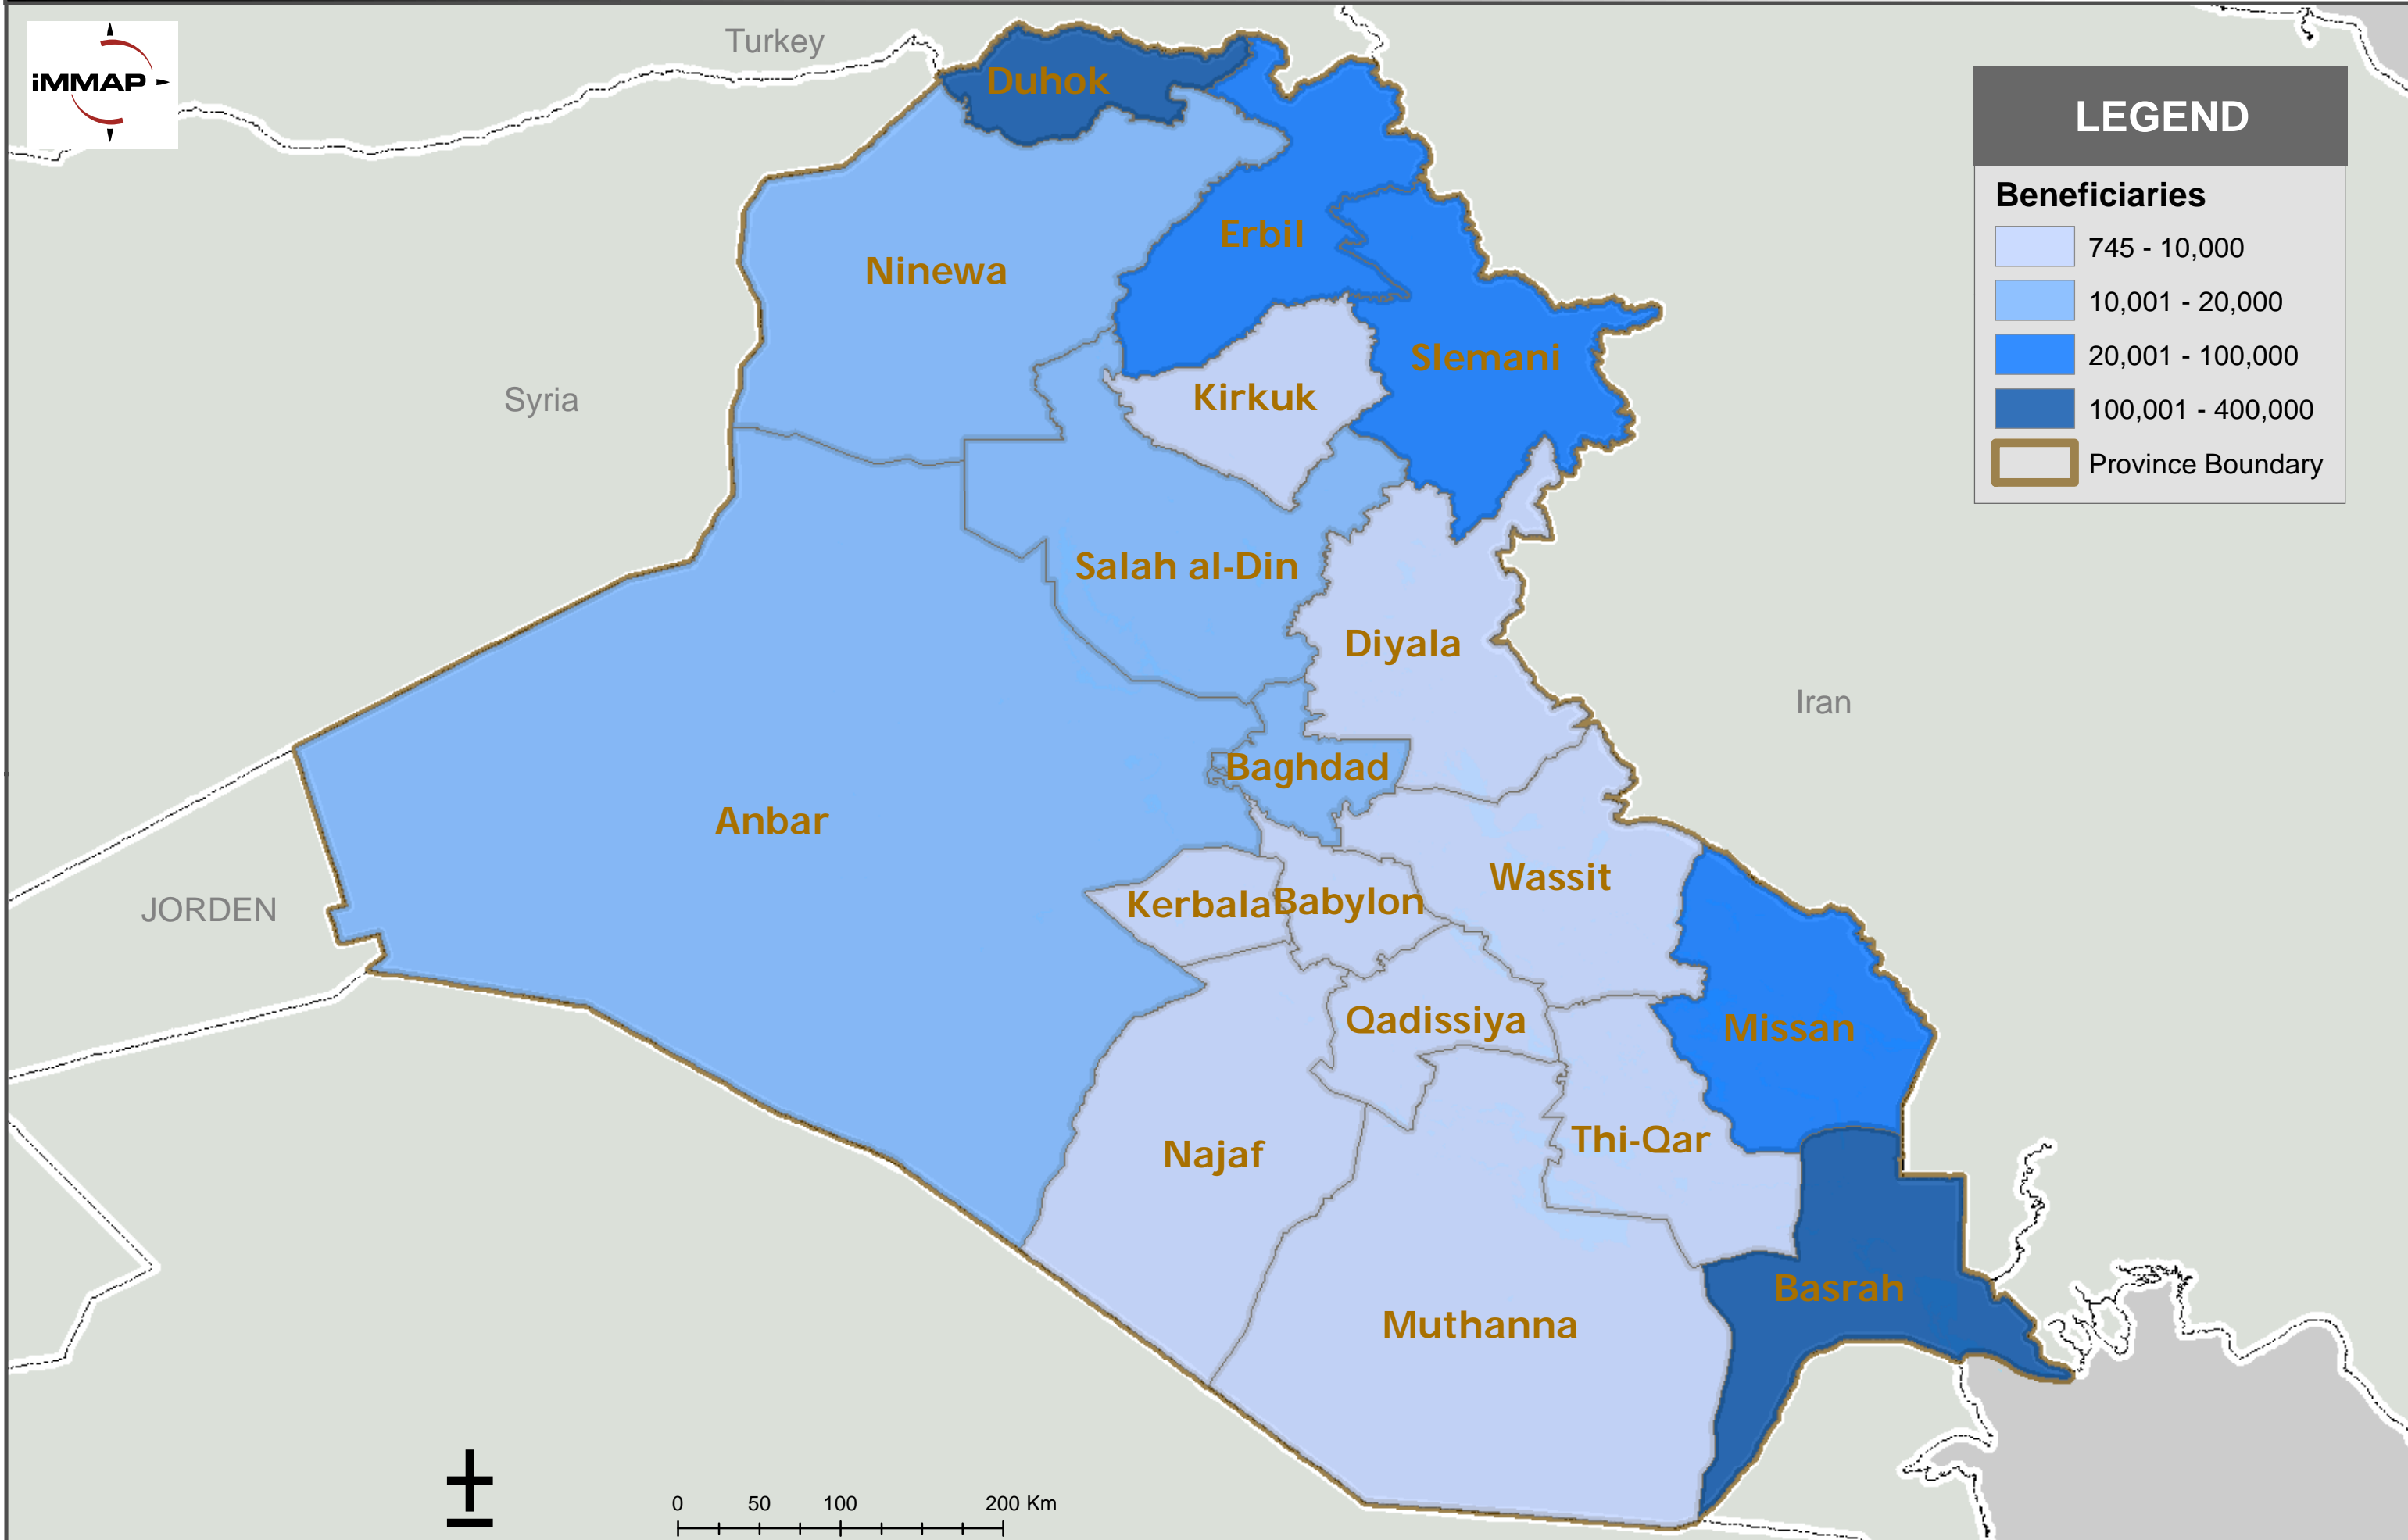 iMMAP
Turkey
Duhok
LEGEND
Beneficiaries
745 - 10,000
10,001 - 20,000
20,001 - 100,000
100,001 - 400,000
Province Boundary
Erbil
Ninewa
Slemani
Kirkuk
Syria
Salah al-Din
Diyala
Iran
Baghdad
Anbar
Wassit
Kerbala
Babylon
JORDEN
Qadissiya
Missan
Thi-Qar
Najaf
Basrah
Muthanna
0 50 100 200 Km